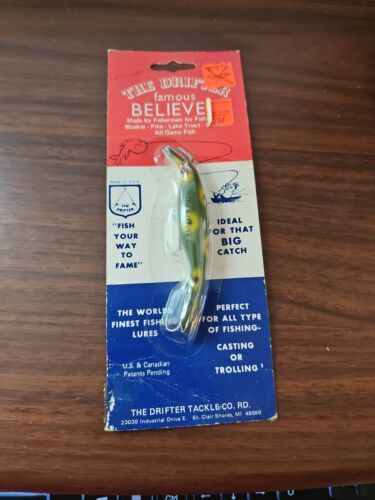 THE DRIFTER
famous
BELIEVE
Made by Fishermen for
Muskie - Pike - Lake Trout -
All Game Fish
Made in U.S.A.
THE
DRIFTER
"FISH
YOUR
WAY
TO
FAME"
IDEAL
FOR THAT
BIG
CATCH
THE WORLD'S
FINEST FISHING
LURES
U.S. & Canadian
Patents Pending
PERFECT
FOR ALL TYPE
OF FISHING-
CASTING
OR
TROLLING
THE DRIFTER TACKLE CO. RD.
23030 Industrial Drive E. St. Clair Shores, MI 48080